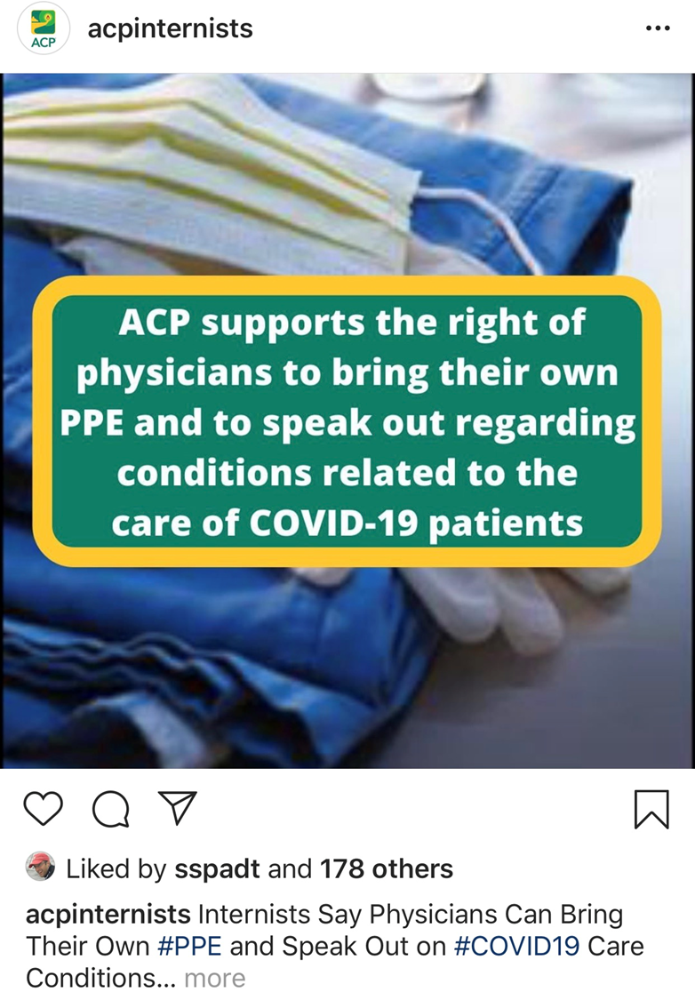 ACP
acpinternists
ACP supports the right of
physicians to bring their own
PPE and to speak out regarding
conditions related to the
care of COVID-19 patients
Liked by sspadt and 178 others
acpinternists Internists Say Physicians Can Bring
Their Own #PPE and Speak Out on #COVID19 Care
Conditions... more